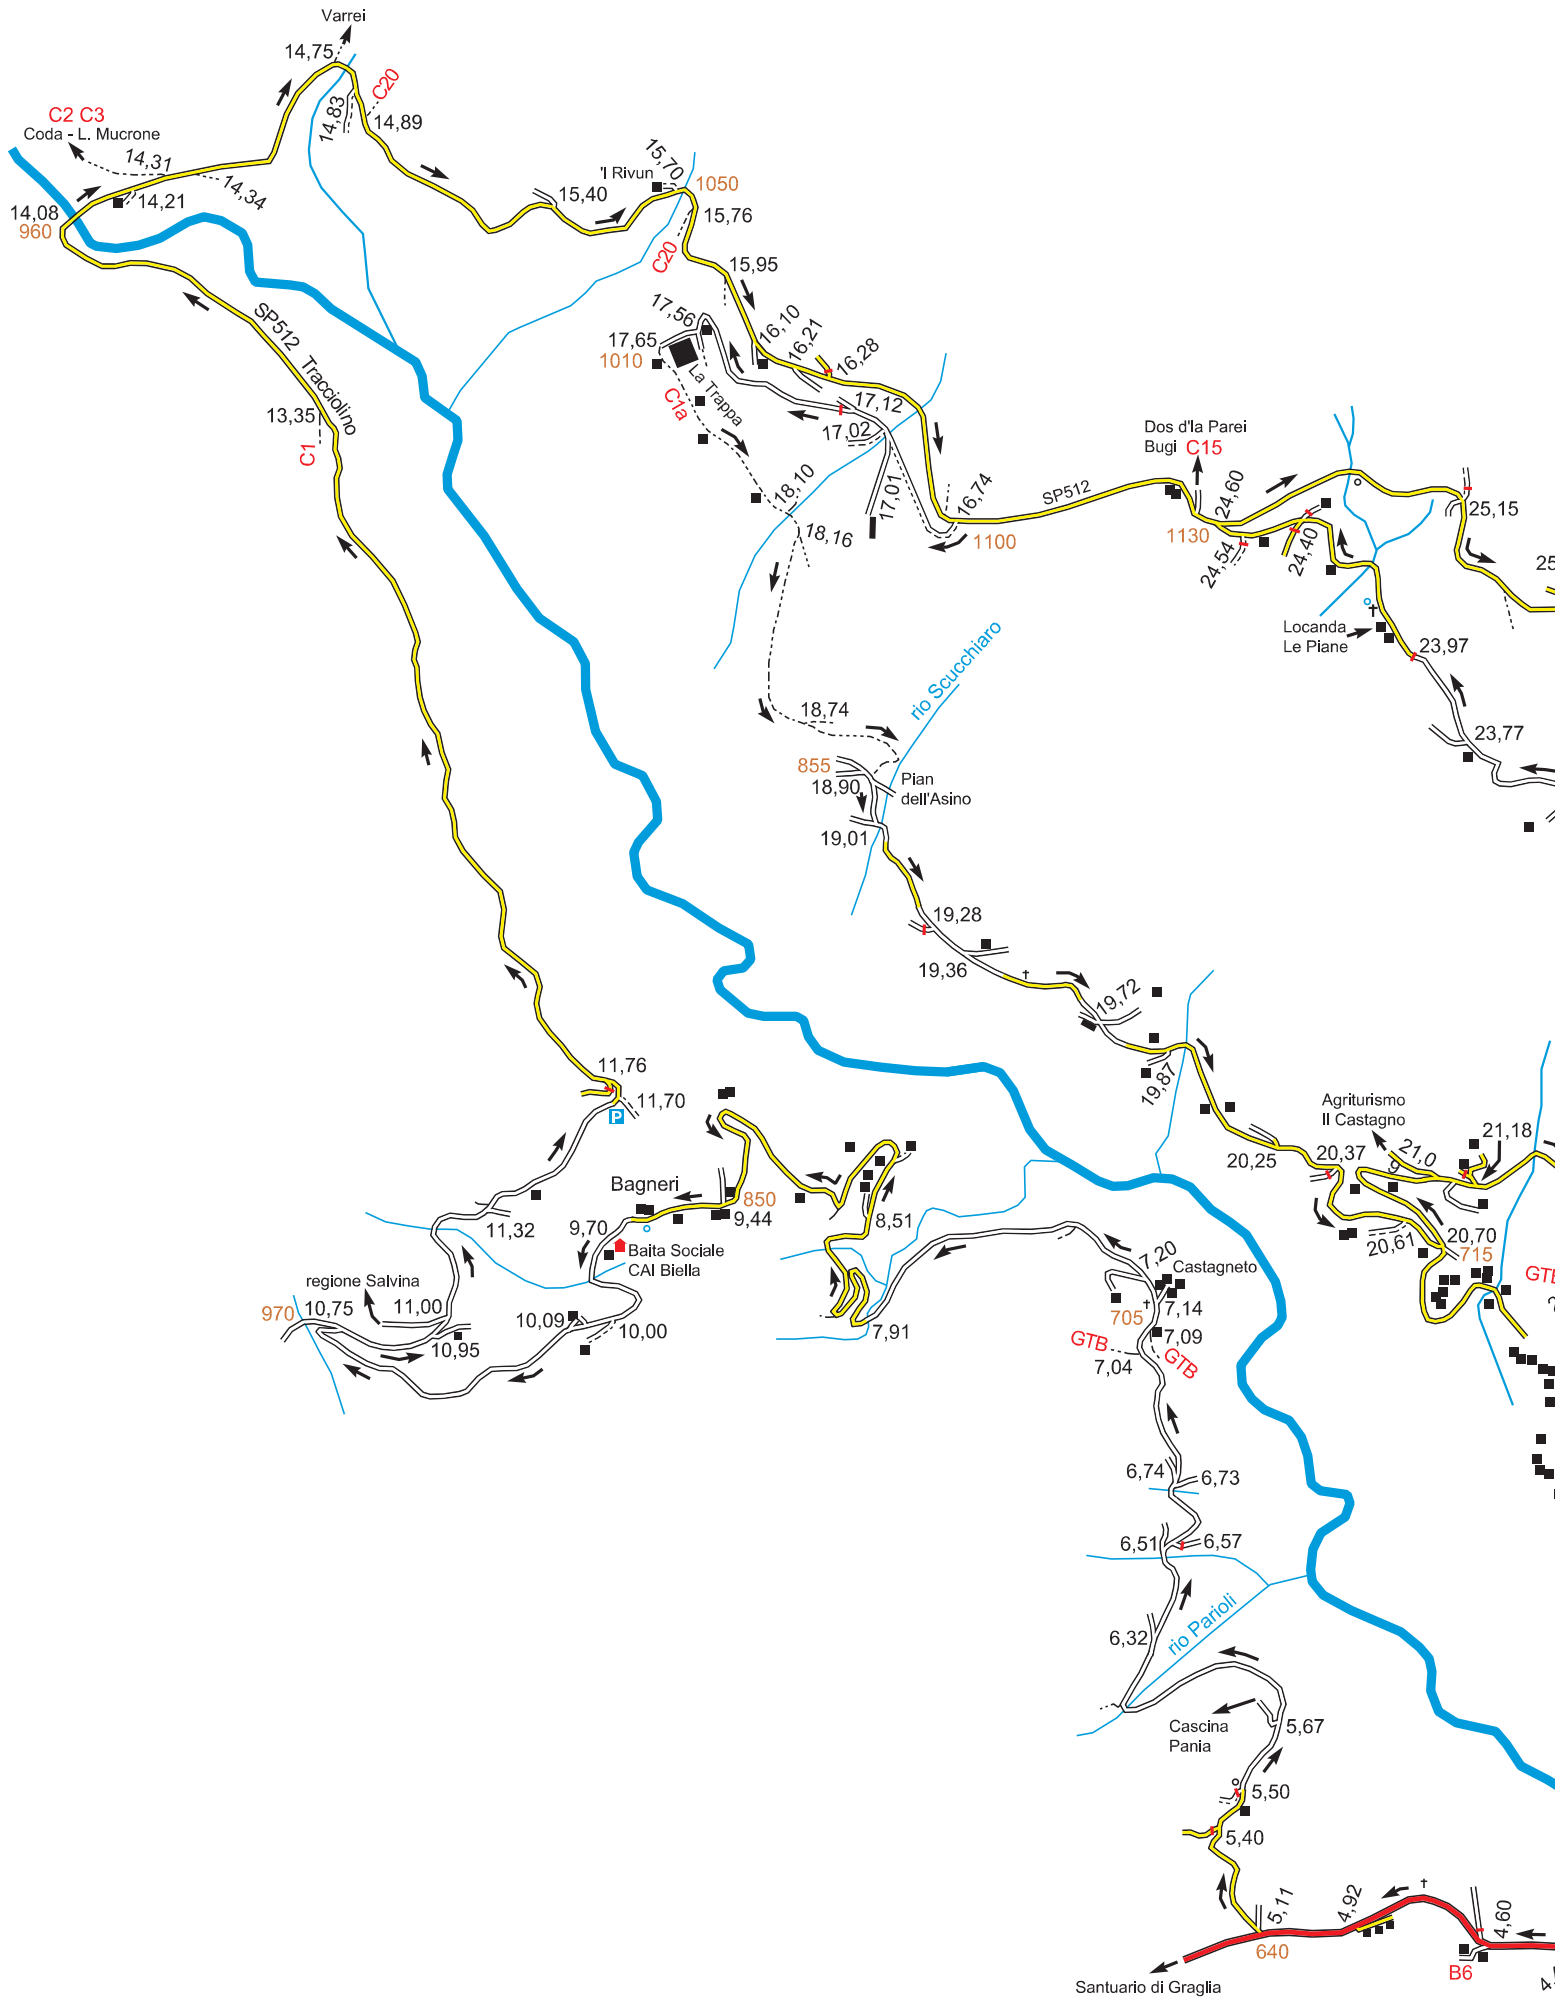 Varrei
14,75
C20
14,83
14,89
C2 C3
Coda - L. Mucrone
14,31
14,34
14,21
14,08
960
'l Rivun
15,70
1050
15,40
15,76
C20
15,95
SP512 Tracciolino
13,35
C1
17,56
17,65
1010
La Trappa
C1a
16,10
16,21
16,28
17,12
17,02
17,01
16,74
1100
18,10
18,16
SP512
Dos d'la Parei
Bugi C15
24,60
1130
24,54
24,40
25,15
25
Locanda
Le Piane
23,97
23,77
rio Scucchiaro
18,74
855
18,90
Pian
dell'Asino
19,01
19,28
19,36
19,72
19,87
11,76
11,70
P
Agriturismo
Il Castagno
21,18
21,0
9
20,37
20,25
20,61
20,70
715
GTB
Bagneri
850
9,44
8,51
9,70
Baita Sociale
CAI Biella
11,32
regione Salvina
970
10,75
11,00
10,95
10,09
10,00
7,91
7,20
Castagneto
7,14
705
7,09
GTB
7,04
GTB
6,74
6,73
6,51
6,57
rio Parioli
6,32
Cascina
Pania
5,67
5,50
5,40
5,11
4,92
4,60
640
B6
Santuario di Graglia